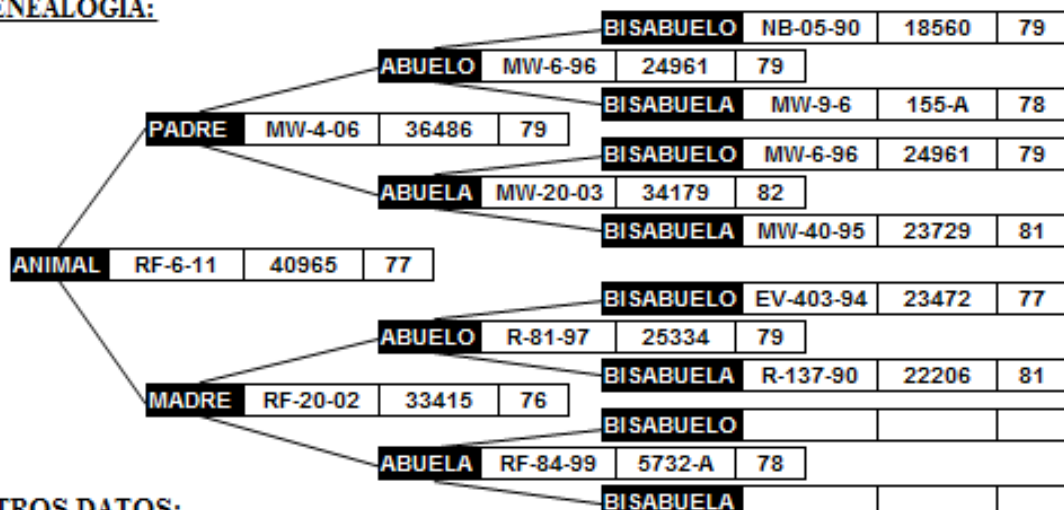 ENEALOGIA:
BISABUELO NB-05-90 18560 79
ABUELO MW-6-96 24961 79
BISABUELA MW-9-6 155-A 78
PADRE MW-4-06 36486 79
BISABUELO MW-6-96 24961 79
ABUELA MW-20-03 34179 82
BISABUELA MW-40-95 23729 81
ANIMAL RF-6-11 40965 77
BISABUELO EV-403-94 23472 77
ABUELO R-81-97 25334 79
BISABUELA R-137-90 22206 81
MADRE RF-20-02 33415 76
BISABUELO
ABUELA RF-84-99 5732-A 78
BISABUELA
TROS DATOS: